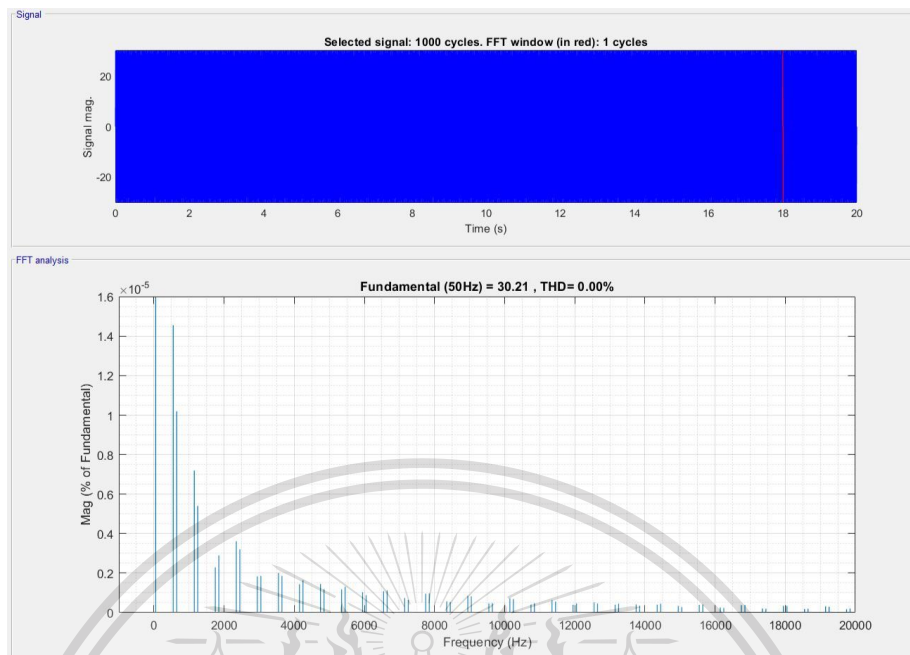 Signal
Selected signal: 1000 cycles. FFT window (in red): 1 cycles
20
0
-20
Signal mag.
0 2 4 6 8 10 12 14 16 18 20
Time (s)
FFT analysis
Fundamental (50Hz) = 30.21 , THD= 0.00%
×10-5
1.6
1.4
1.2
1
0.8
0.6
0.4
0.2
0
Mag (% of Fundamental)
0 2000 4000 6000 8000 10000 12000 14000 16000 18000 20000
Frequency (Hz)